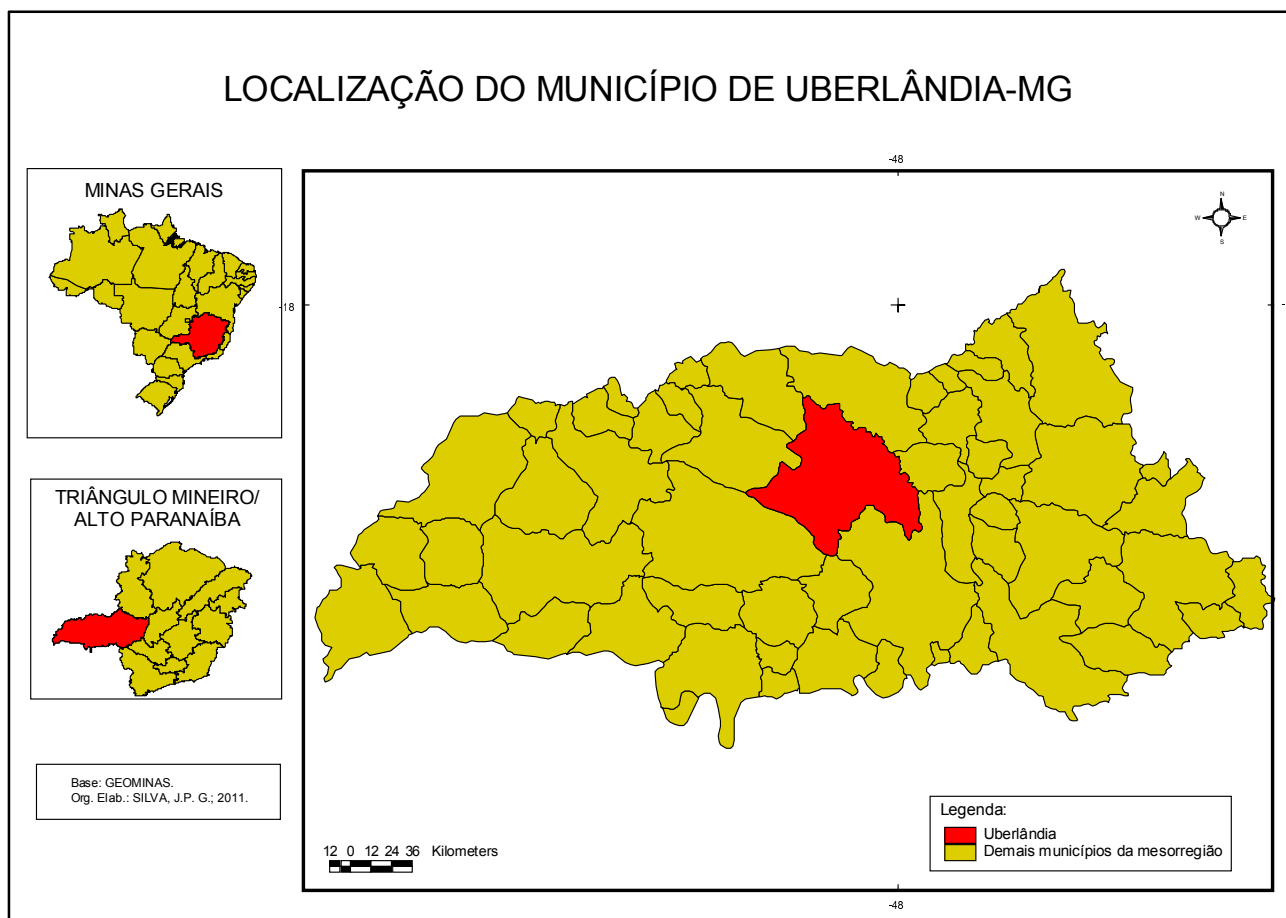 LOCALIZAÇÃO DO MUNICÍPIO DE UBERLÂNDIA-MG
-48
MINAS GERAIS
N
W
E
S
-18
TRIÂNGULO MINEIRO/
ALTO PARANAÍBA
Base: GEOMINAS.
Org. Elab.: SILVA, J.P. G.; 2011.
Legenda:
Uberlândia
Demais municípios da mesorregião
12 0 12 24 36 Kilometers
-48